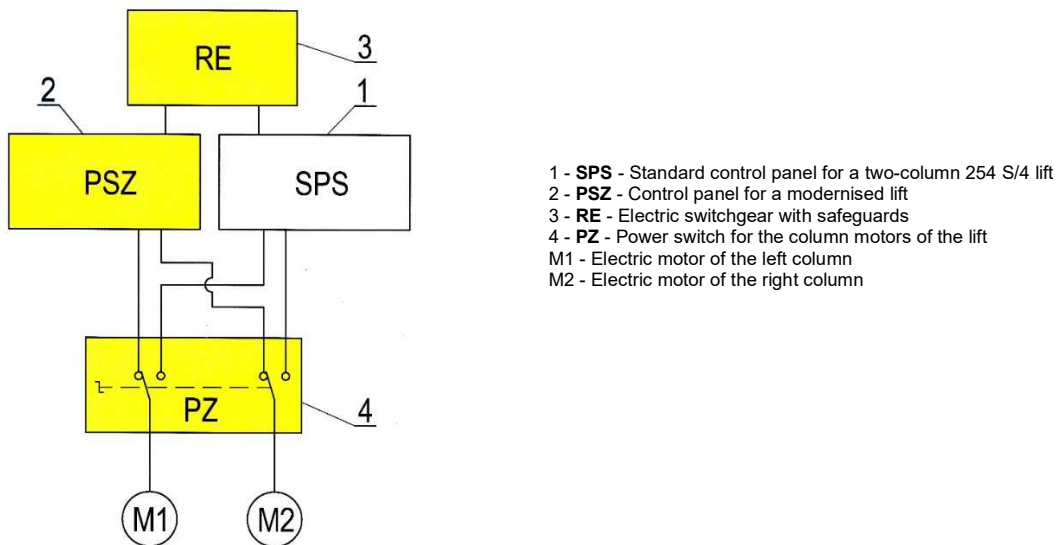 RE
3
2
1
PSZ
SPS
1 - SPS - Standard control panel for a two-column 254 S/4 lift
2 - PSZ - Control panel for a modernised lift
3 - RE - Electric switchgear with safeguards
4 - PZ - Power switch for the column motors of the lift
M1 - Electric motor of the left column
M2 - Electric motor of the right column
PZ
4
M1
M2